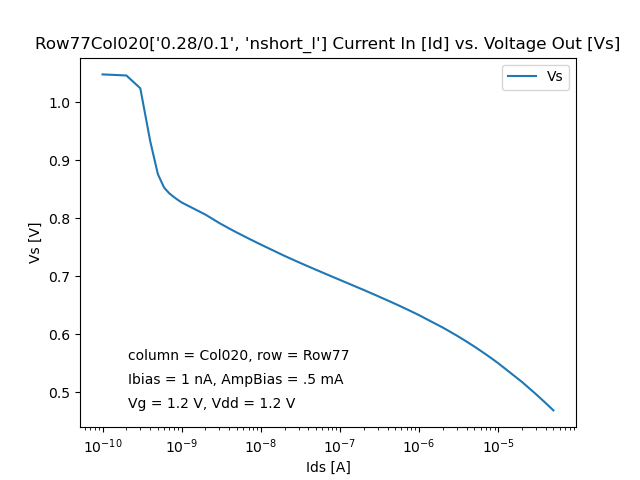 Row77Col020['0.28/0.1', 'nshort_l'] Current In [Id] vs. Voltage Out [Vs]
Vs
1.0
0.9
0.8
0.7
0.6
0.5
Vs [V]
column = Col020, row = Row77
Ibias = 1 nA, AmpBias = .5 mA
Vg = 1.2 V, Vdd = 1.2 V
10⁻¹⁰ 10⁻⁹ 10⁻⁸ 10⁻⁷ 10⁻⁶ 10⁻⁵
Ids [A]